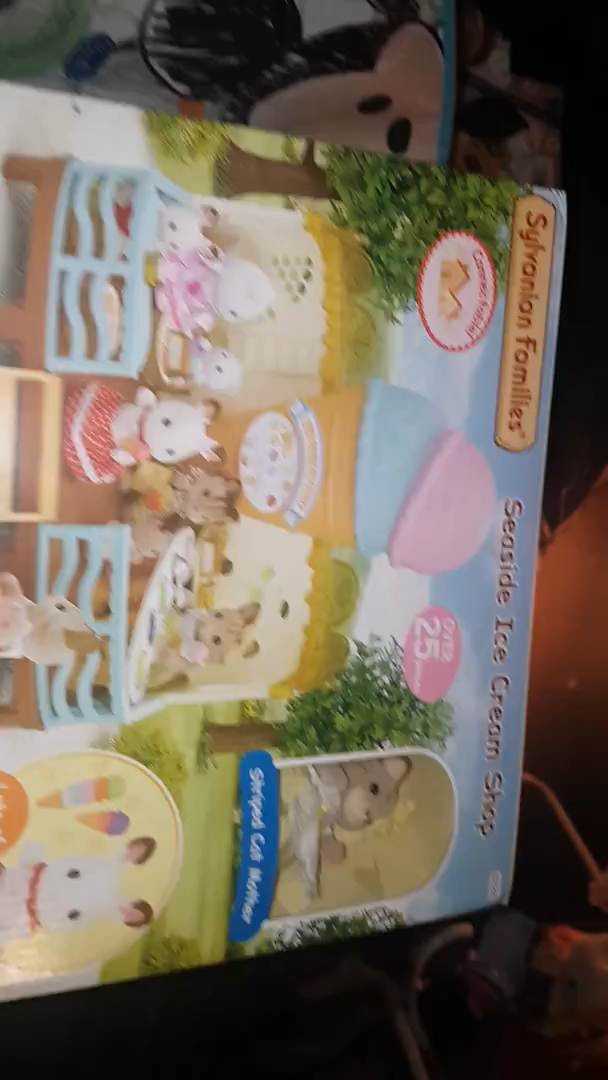 Sylvanian Families®
Seaside Ice Cream Shop
Over
25
Striped Cat Mother